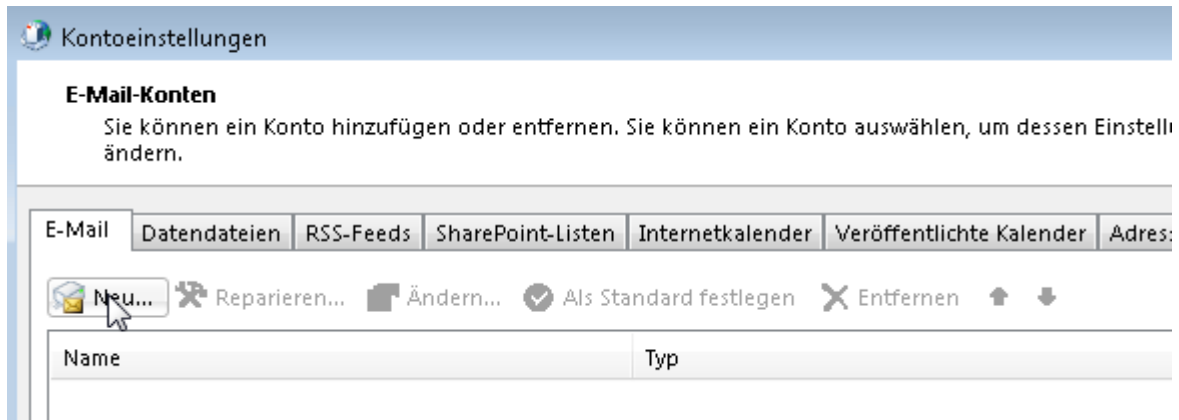 Kontoeinstellungen
E-Mail-Konten
Sie können ein Konto hinzufügen oder entfernen. Sie können ein Konto auswählen, um dessen
ändern.
E-Mail Datendateien RSS-Feeds SharePoint-Listen Internetkalender Veröffentlichte Kalender
Neu... Reparieren... Ändern... Als Standard festlegen Entfernen
Name Typ